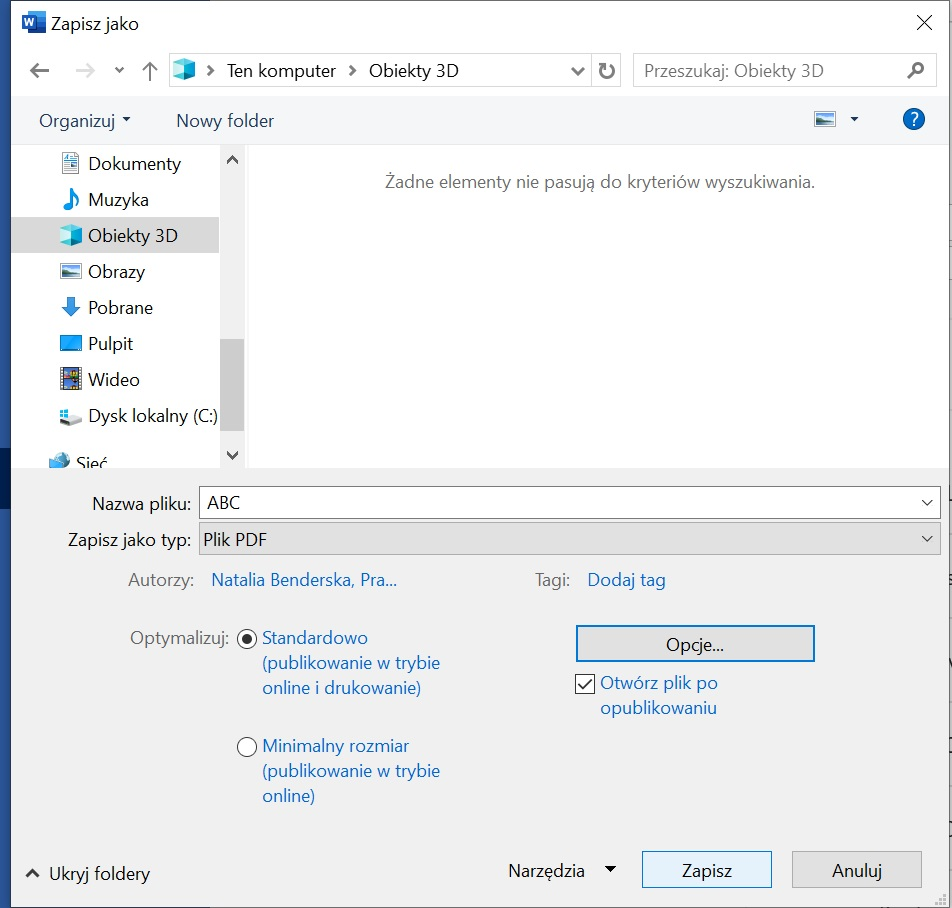 Zapisz jako
Ten komputer > Obiekty 3D
Przeszukaj: Obiekty 3D
Organizuj
Nowy folder
Dokumenty
Muzyka
Obiekty 3D
Obrazy
Pobrane
Pulpit
Wideo
Dysk lokalny (C:)
Sieć
Żadne elementy nie pasują do kryteriów wyszukiwania.
Nazwa pliku: ABC
Zapisz jako typ: Plik PDF
Autorzy: Natalia Benderska, Pra...
Tagi: Dodaj tag
Optymalizuj:
Standardowo
(publikowanie w trybie
online i drukowanie)
Minimalny rozmiar
(publikowanie w trybie
online)
Opcje...
Otwórz plik po
opublikowaniu
Ukryj foldery
Narzędzia
Zapisz
Anuluj